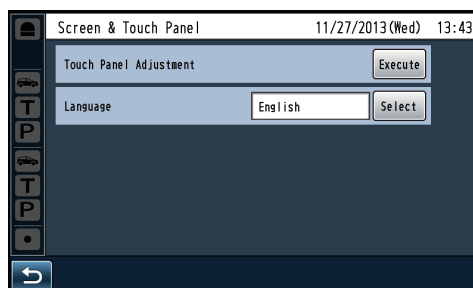 Screen & Touch Panel 11/27/2013(Wed) 13:43
Touch Panel Adjustment Execute
Language English Select
T
P
T
P